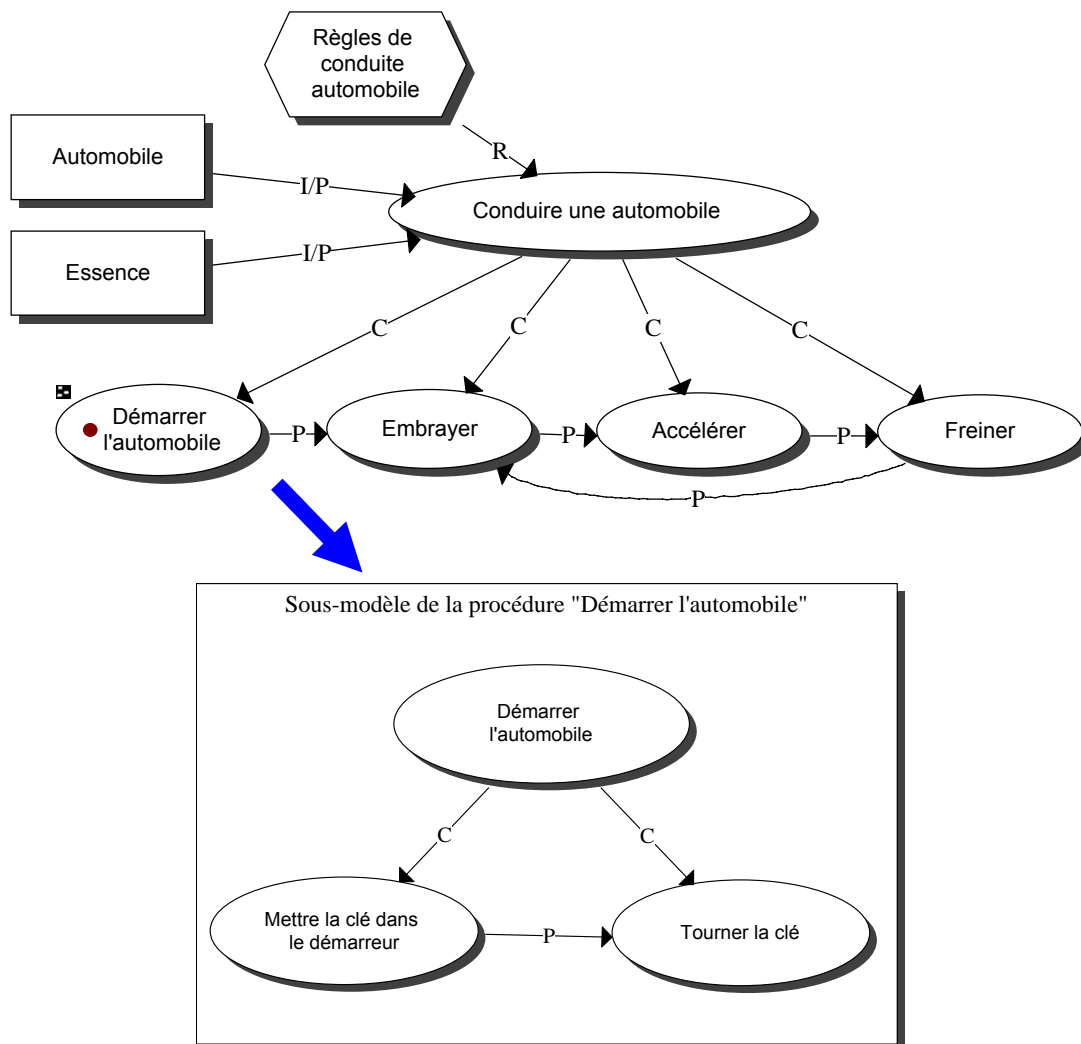 Règles de
conduite
automobile
Automobile
R
I/P
Conduire une automobile
Essence
I/P
C
C
C
C
Démarrer
l'automobile
P
Embrayer
P
Accélérer
P
Freiner
P
Sous-modèle de la procédure "Démarrer l'automobile"
Démarrer
l'automobile
C
C
Mettre la clé dans
le démarreur
P
Tourner la clé